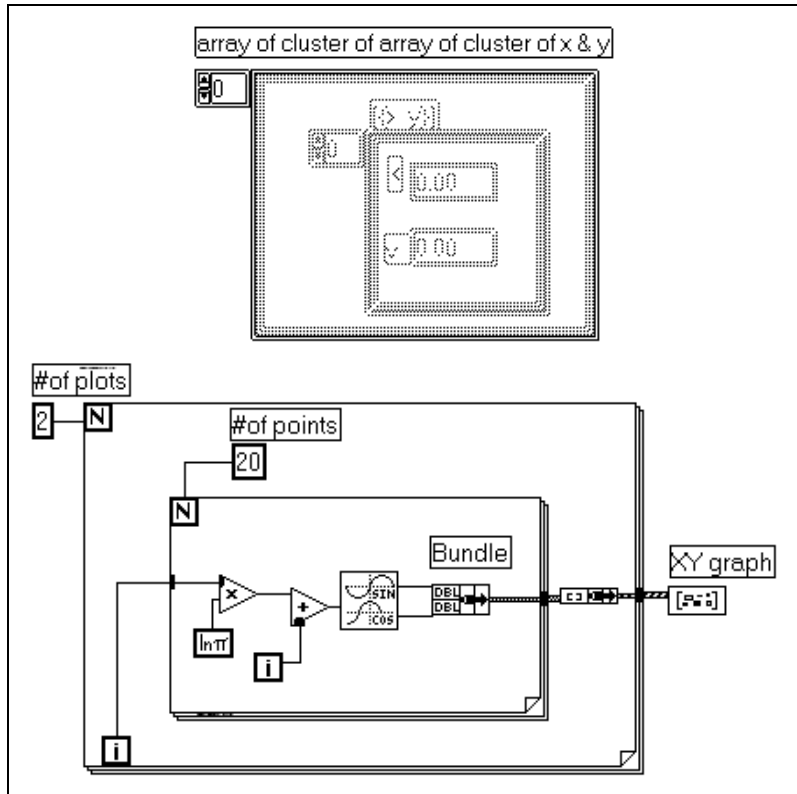 array of cluster of array of cluster of x & y
0
0
0.00
0.00
#of plots
2
N
#of points
20
N
Bundle
XY graph
x
+
SIN
COS
DBL
DBL
lnπ
i
i